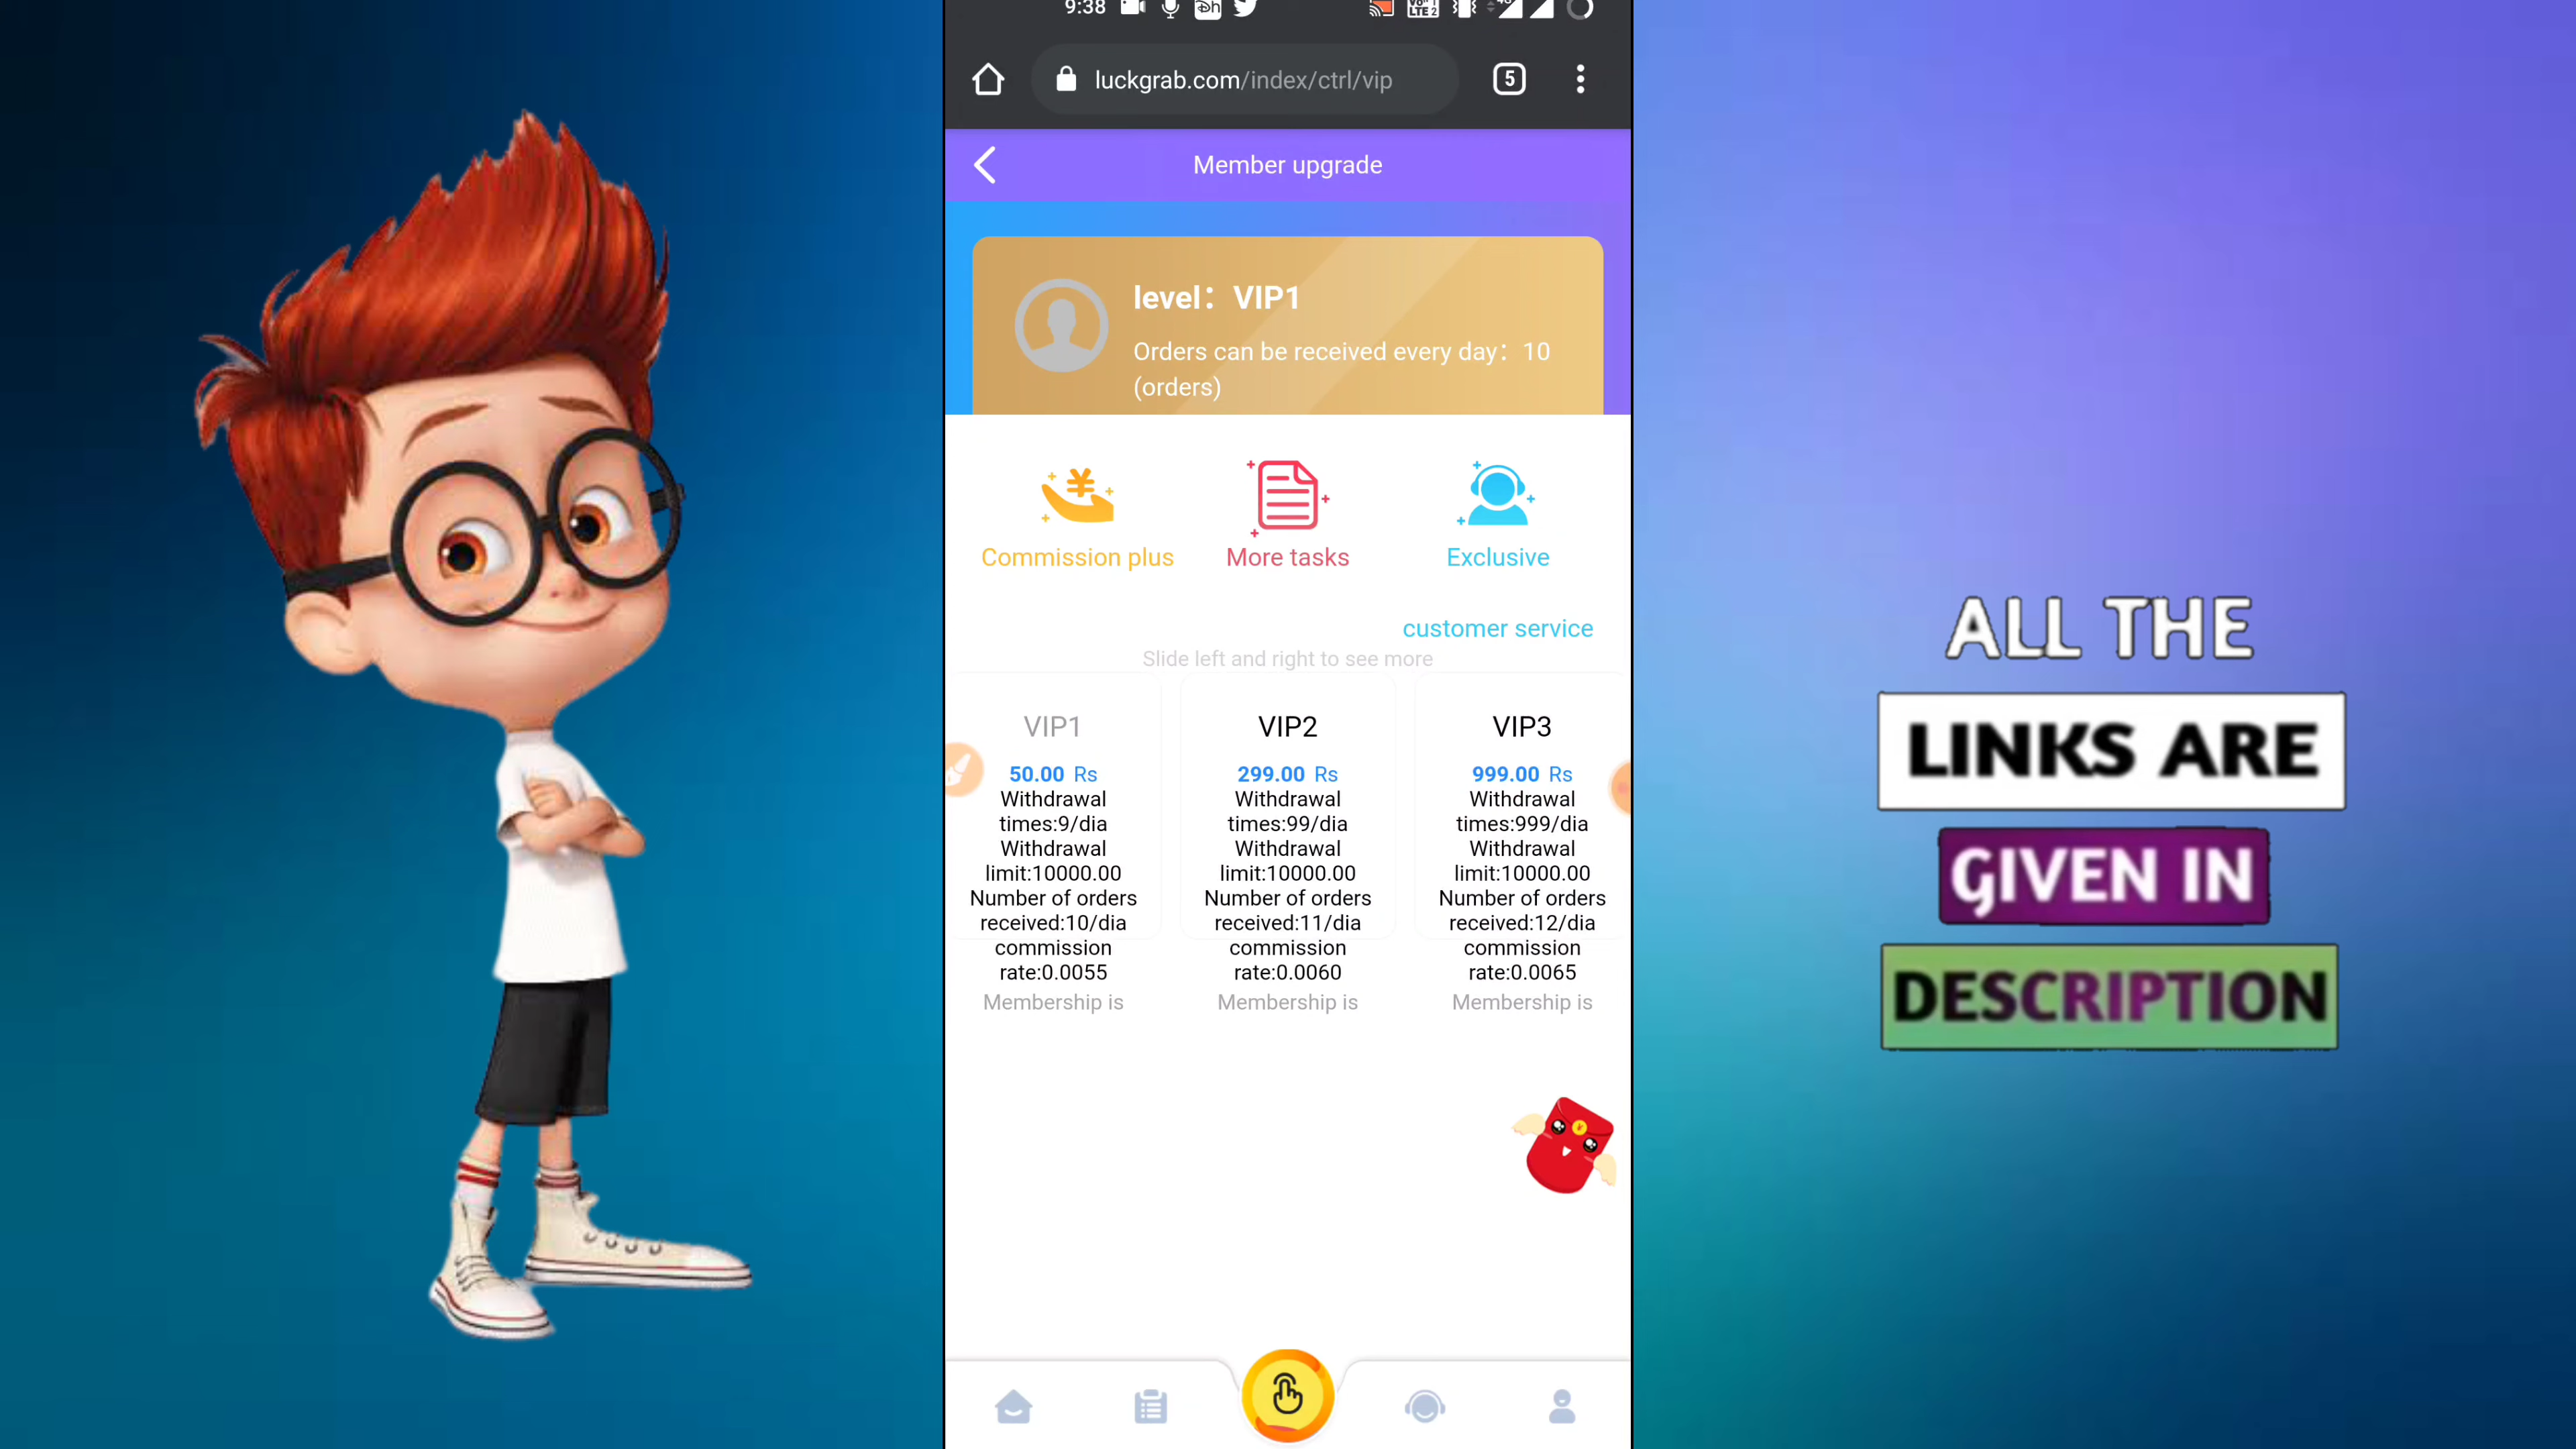 9:38
LTE 2
luckgrab.com/index/ctrl/vip
5
Member upgrade
level： VIP1
Orders can be received every day： 10
(orders)
Commission plus
More tasks
Exclusive
customer service
Slide left and right to see more
VIP1
50.00 Rs
Withdrawal
times:9/dia
Withdrawal
limit:10000.00
Number of orders
received:10/dia
commission
rate:0.0055
Membership is
VIP2
299.00 Rs
Withdrawal
times:99/dia
Withdrawal
limit:10000.00
Number of orders
received:11/dia
commission
rate:0.0060
Membership is
VIP3
999.00 Rs
Withdrawal
times:999/dia
Withdrawal
limit:10000.00
Number of orders
received:12/dia
commission
rate:0.0065
Membership is
ALL THE
LINKS ARE
GIVEN IN
DESCRIPTION